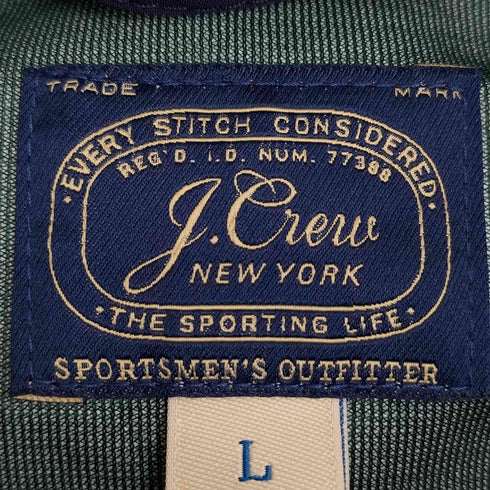 TRADE MARK
·EVERY STITCH CONSIDERED·
REG'D. I.D. NUM. 77388
J.Crew
NEW YORK
·THE SPORTING LIFE·
SPORTSMEN'S OUTFITTER
L